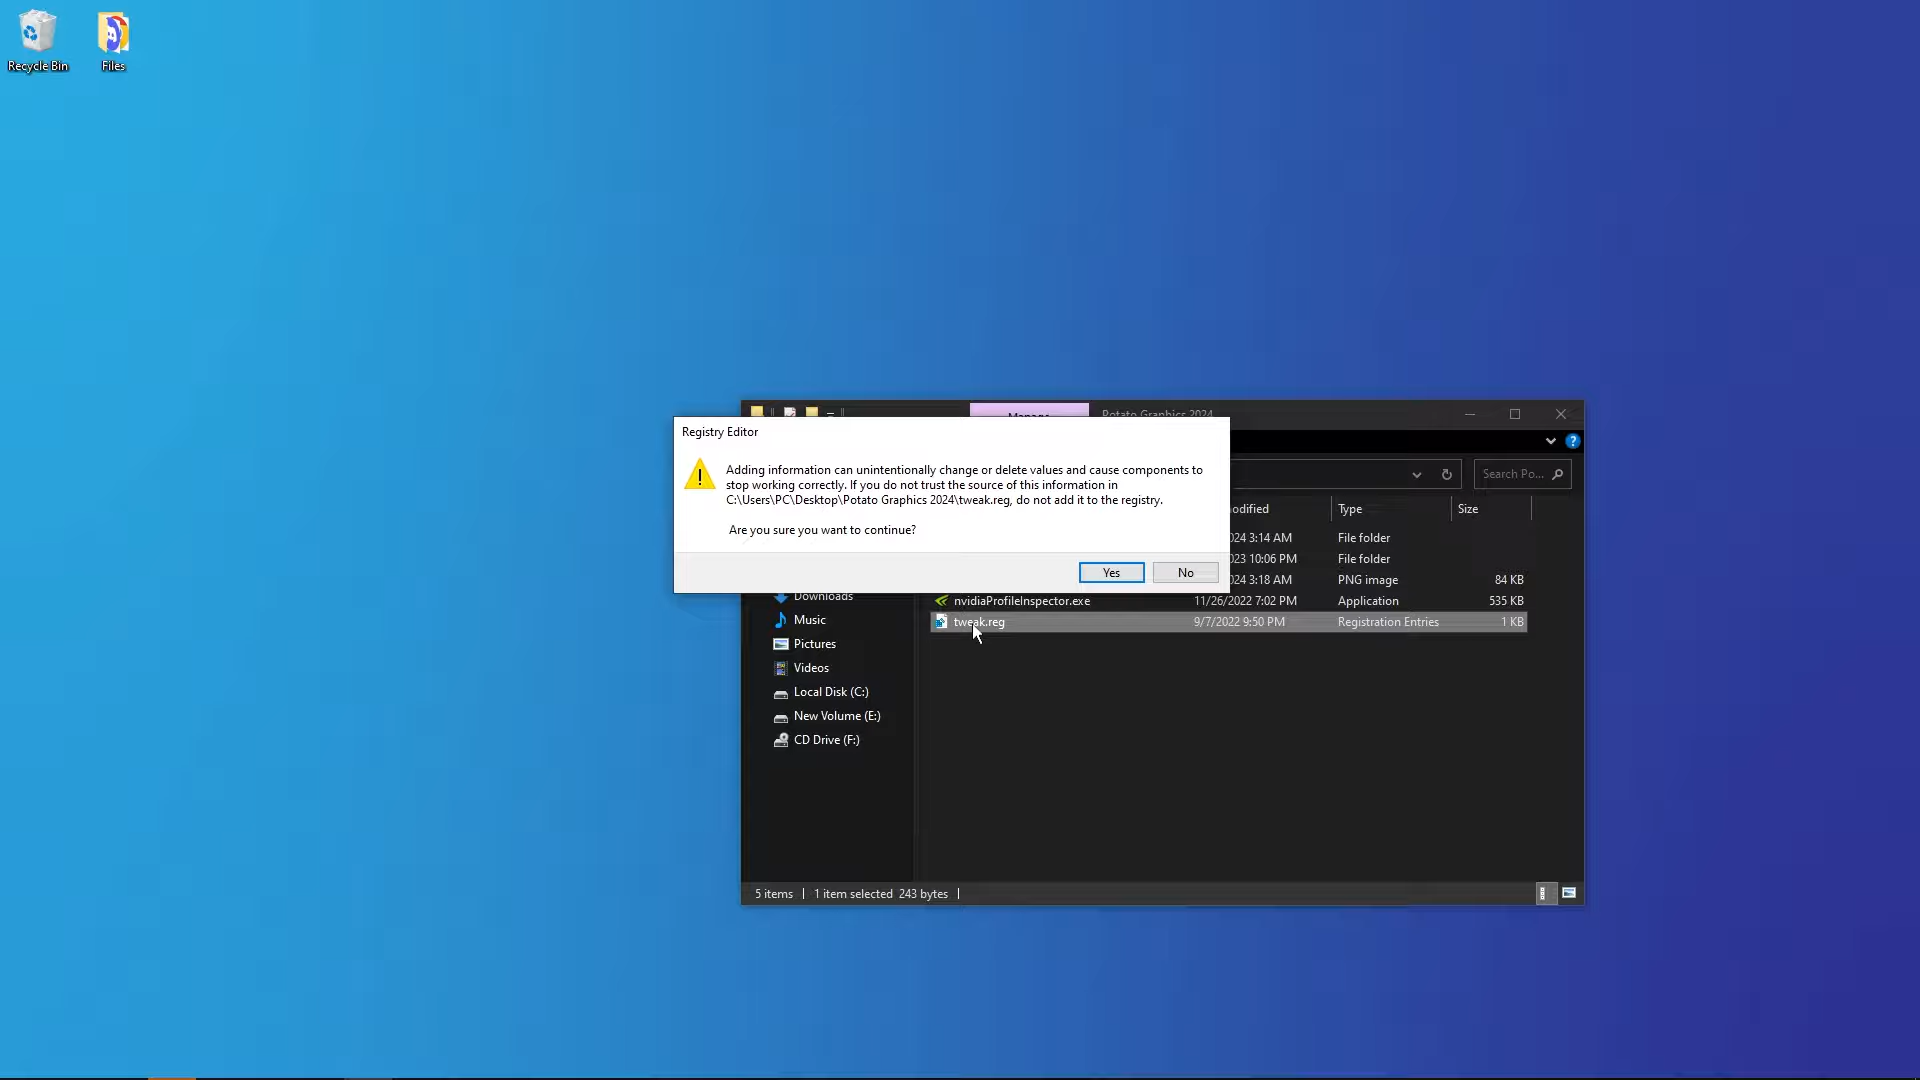 Recycle Bin
Files
Manage
Potato Graphics 2024
Registry Editor
Adding information can unintentionally change or delete values and cause components to
stop working correctly. If you do not trust the source of this information in
C:\Users\PC\Desktop\Potato Graphics 2024\tweak.reg, do not add it to the registry.
Are you sure you want to continue?
Yes
No
Search Po...
odified
Type
Size
024 3:14 AM
File folder
023 10:06 PM
File folder
024 3:18 AM
PNG image
84 KB
nvidiaProfileInspector.exe
11/26/2022 7:02 PM
Application
535 KB
tweak.reg
9/7/2022 9:50 PM
Registration Entries
1 KB
Downloads
Music
Pictures
Videos
Local Disk (C:)
New Volume (E:)
CD Drive (F:)
5 items
1 item selected 243 bytes